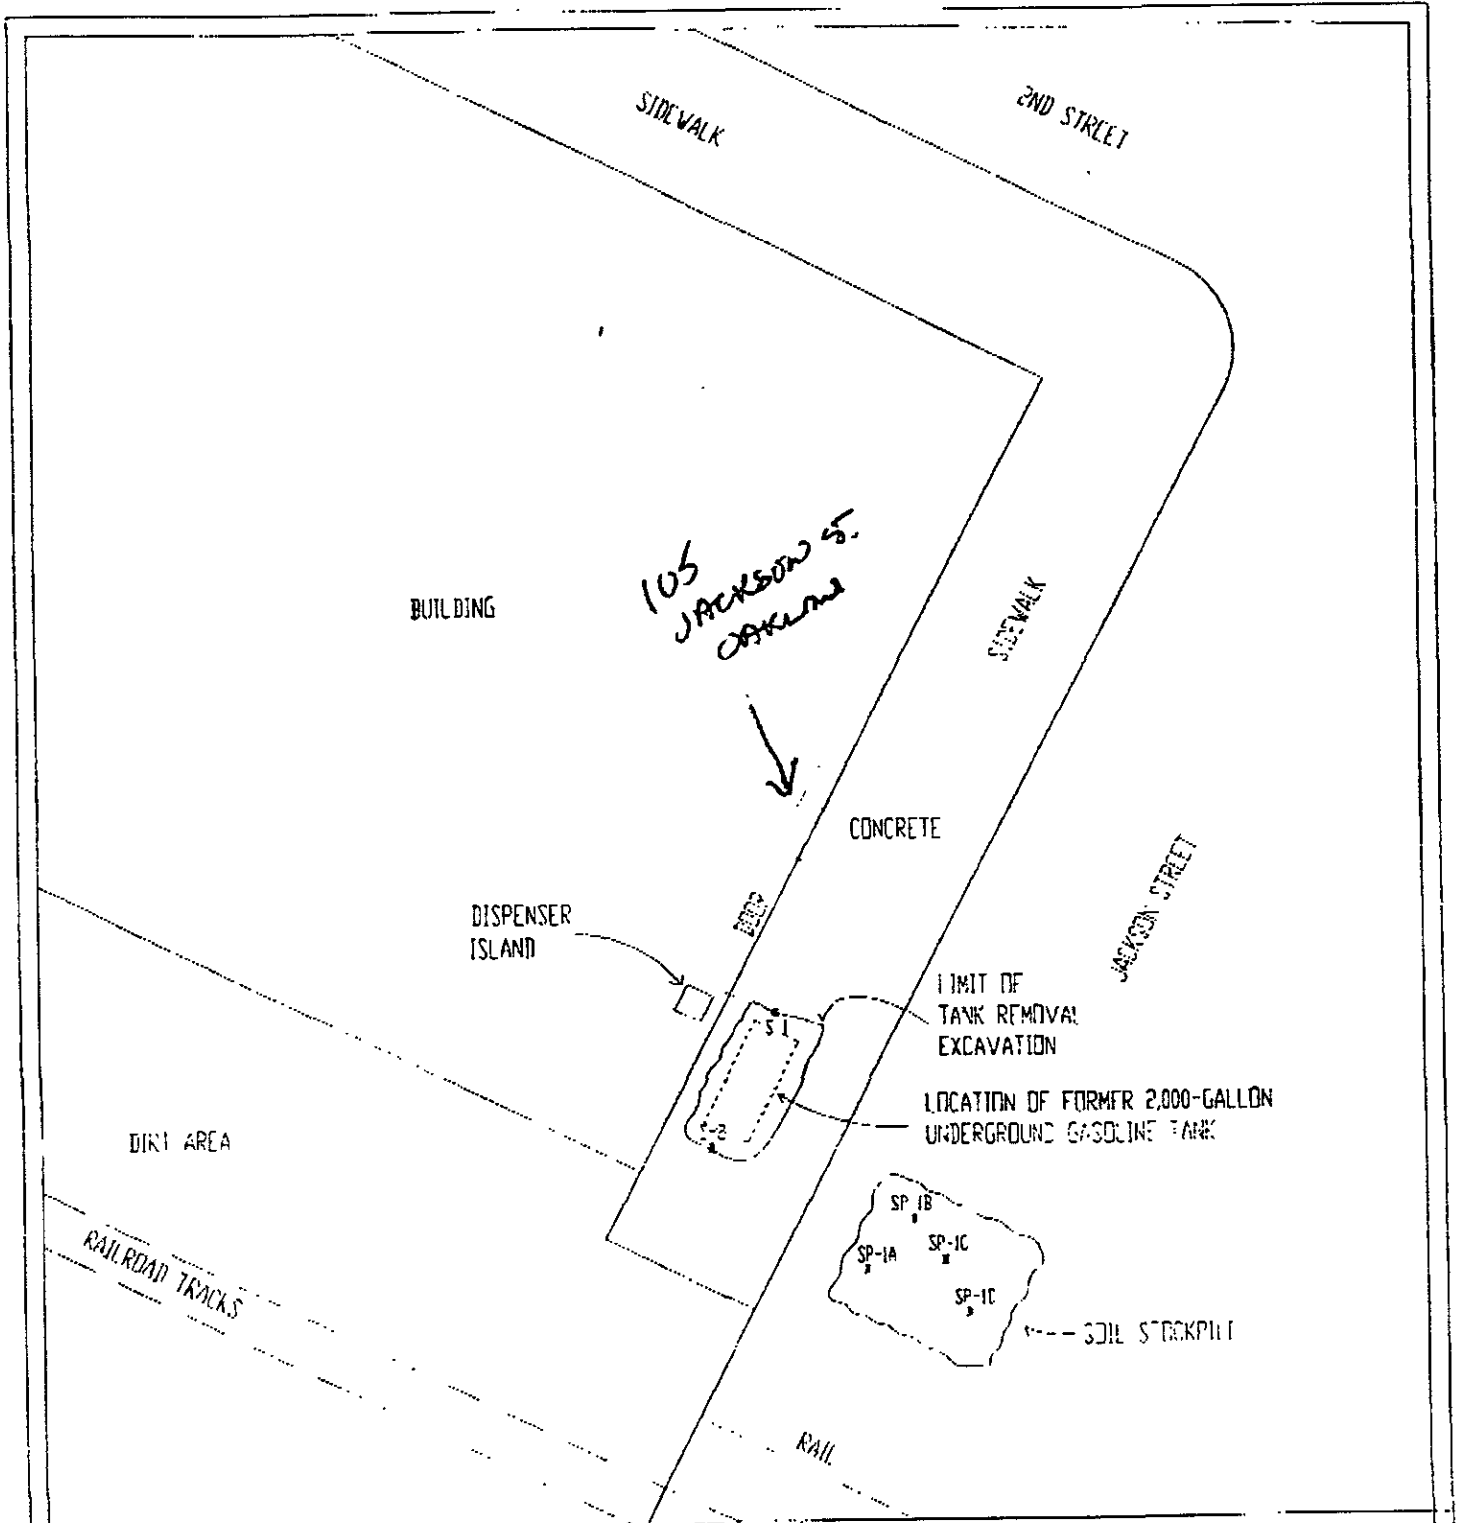 SIDEWALK
2ND STREET
BUILDING
105
JACKSON S.
OAKLAND
SIDEWALK
CONCRETE
JACKSON STREET
DISPENSER
ISLAND
DOOR
LIMIT OF
TANK REMOVAL
EXCAVATION
S 1
LOCATION OF FORMER 2,000-GALLON
UNDERGROUND GASOLINE TANK
S-2
DIRT AREA
SP 1B
SP-1A
SP-1C
SP-1D
RAILROAD TRACKS
SOIL STOCKPILE
RAIL